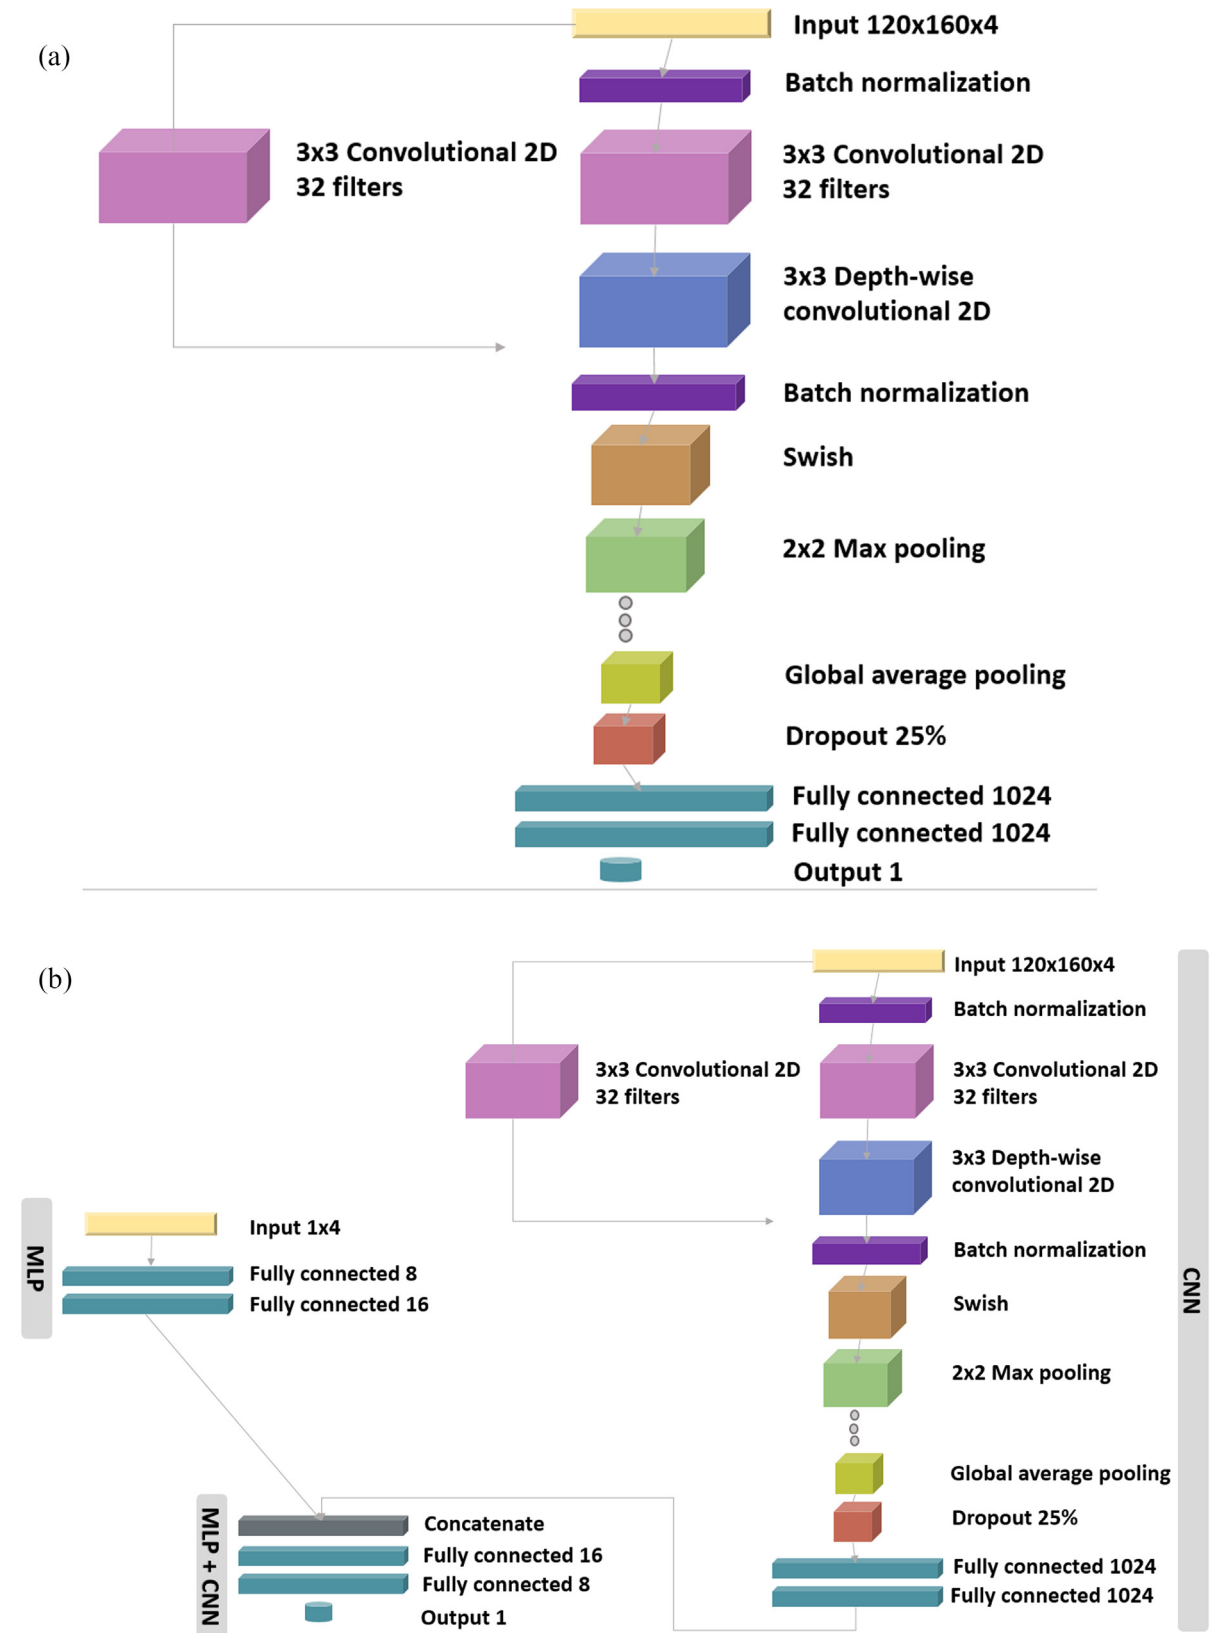 (a)
Input 120x160x4
Batch normalization
3x3 Convolutional 2D
32 filters
3x3 Convolutional 2D
32 filters
3x3 Depth-wise
convolutional 2D
Batch normalization
Swish
2x2 Max pooling
Global average pooling
Dropout 25%
Fully connected 1024
Fully connected 1024
Output 1
(b)
Input 120x160x4
Batch normalization
3x3 Convolutional 2D
32 filters
3x3 Convolutional 2D
32 filters
3x3 Depth-wise
convolutional 2D
Batch normalization
Swish
2x2 Max pooling
Global average pooling
Dropout 25%
Fully connected 1024
Fully connected 1024
CNN
MLP
Input 1x4
Fully connected 8
Fully connected 16
MLP + CNN
Concatenate
Fully connected 16
Fully connected 8
Output 1